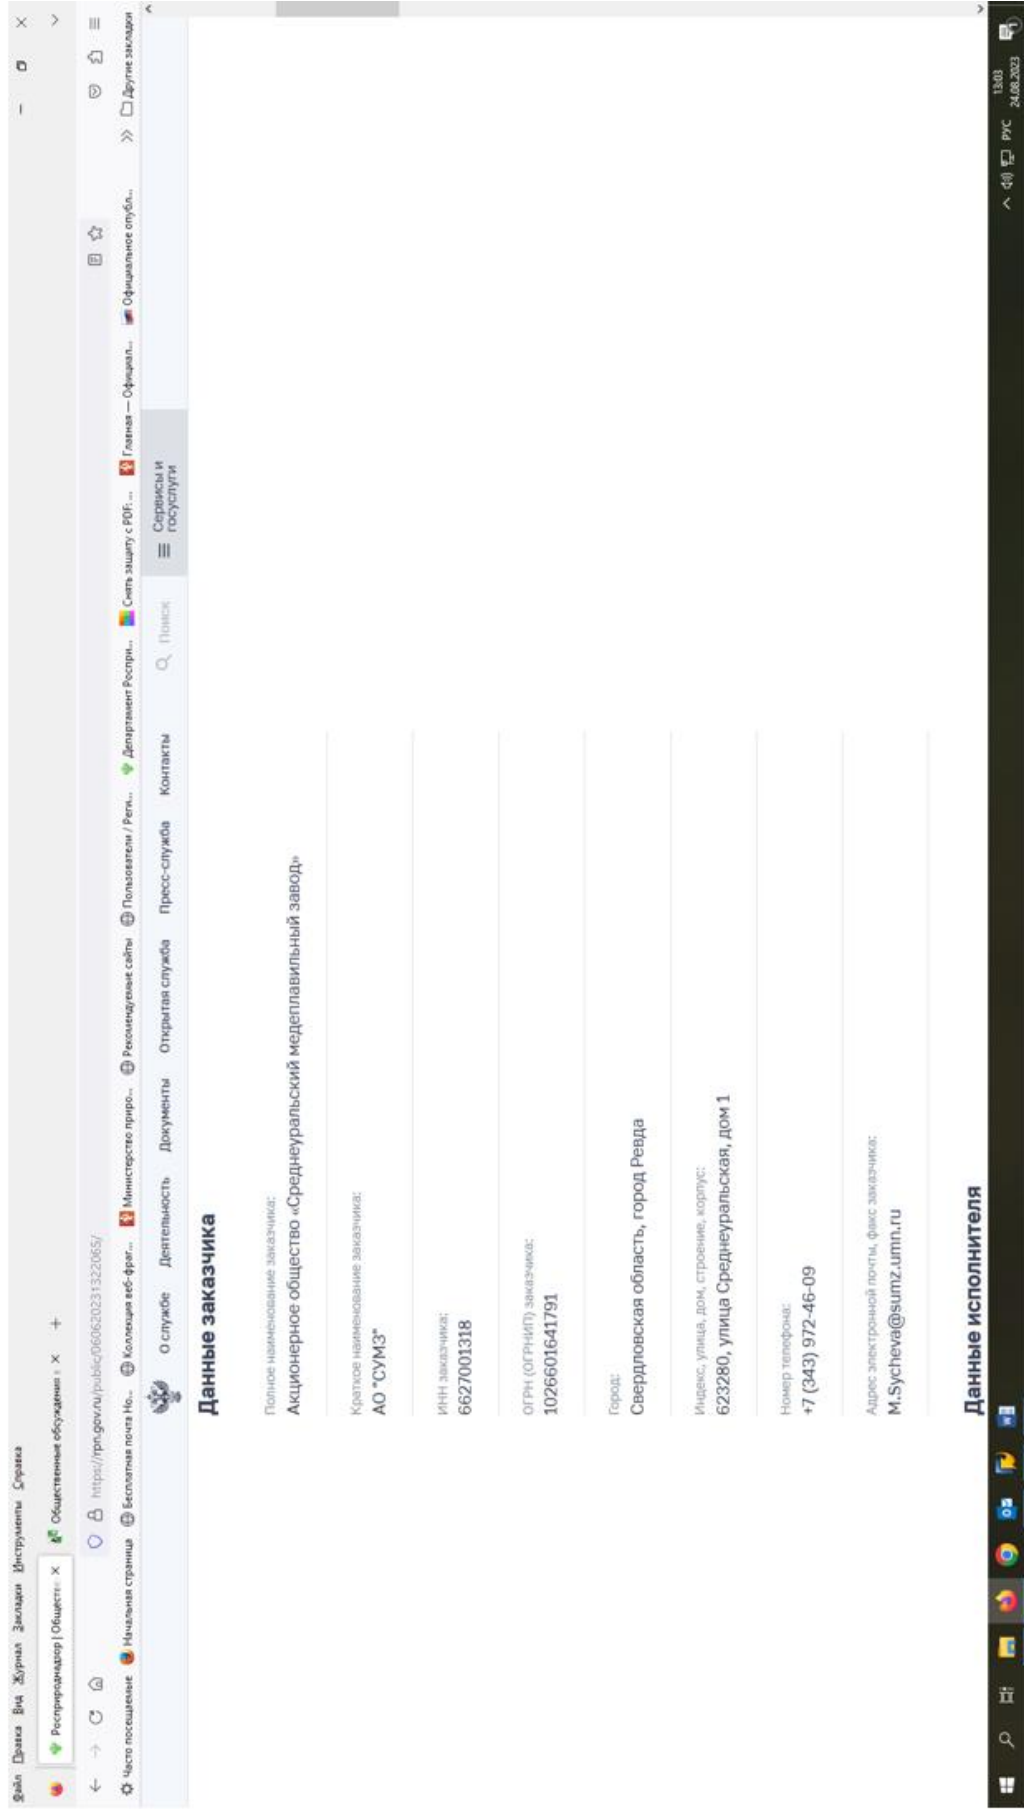 Файл Правка Вид Журнал Закладки Инструменты Справка
Росприроднадзор | Обществен
Общественные обсуждения
https://rpn.gov.ru/public/060620231322065/
Часто посещаемые Начальная страница Бесплатная почта Но... Коллекция веб-фраг... Министерство приро... Рекомендуемые сайты Пользователи / Реги... Департамент Роспри... Снять защиту с PDF: ... Главная — Официал... Официальное опубл... Другие закладки
О службе Деятельность Документы Открытая служба Пресс-служба Контакты Поиск Сервисы и
госуслуги
Данные заказчика
Полное наименование заказчика:
Акционерное общество «Среднеуральский медеплавильный завод»
Краткое наименование заказчика:
АО "СУМЗ"
ИНН заказчика:
6627001318
ОГРН (ОГРНИП) заказчика:
1026601641791
Город:
Свердловская область, город Ревда
Индекс, улица, дом, строение, корпус:
623280, улица Среднеуральская, дом 1
Номер телефона:
+7 (343) 972-46-09
Адрес электронной почты, факс заказчика:
M.Sycheva@sumz.umn.ru
Данные исполнителя
РУС
13:03
24.08.2023
1